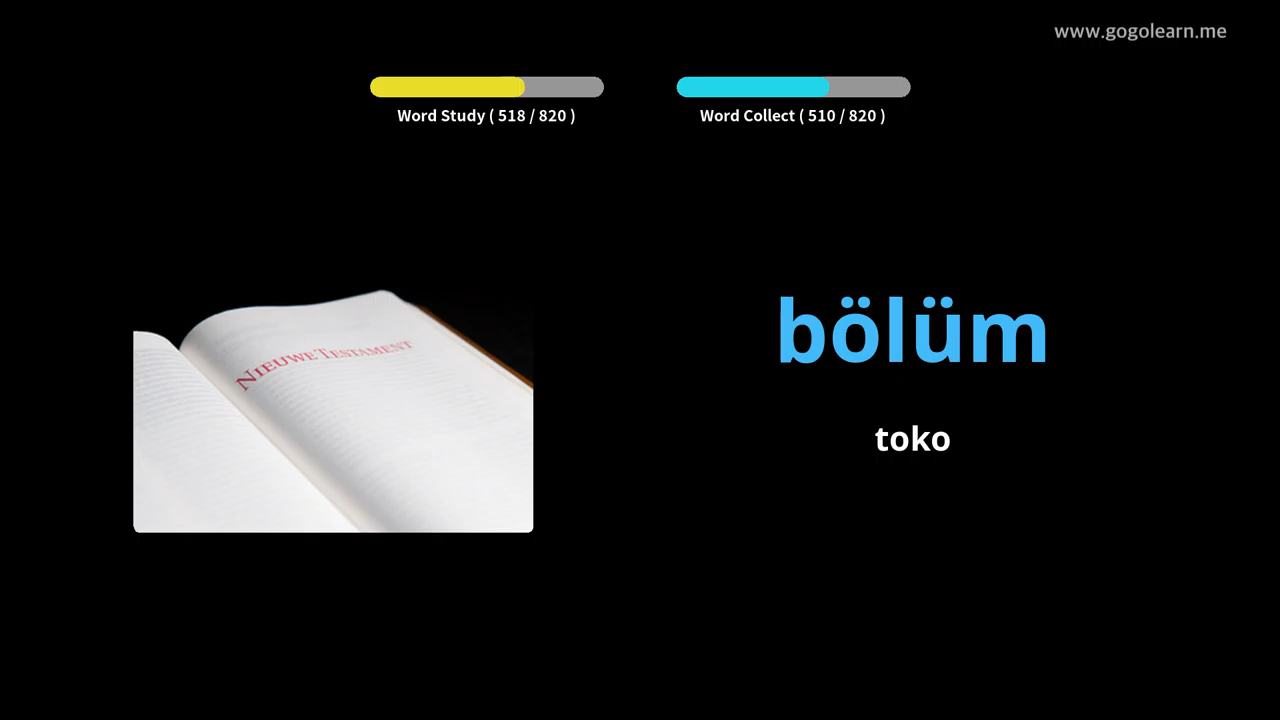 www.gogolearn.me
Word Study ( 518 / 820 )
Word Collect ( 510 / 820 )
NIEUWE TESTAMENT
bölüm
toko